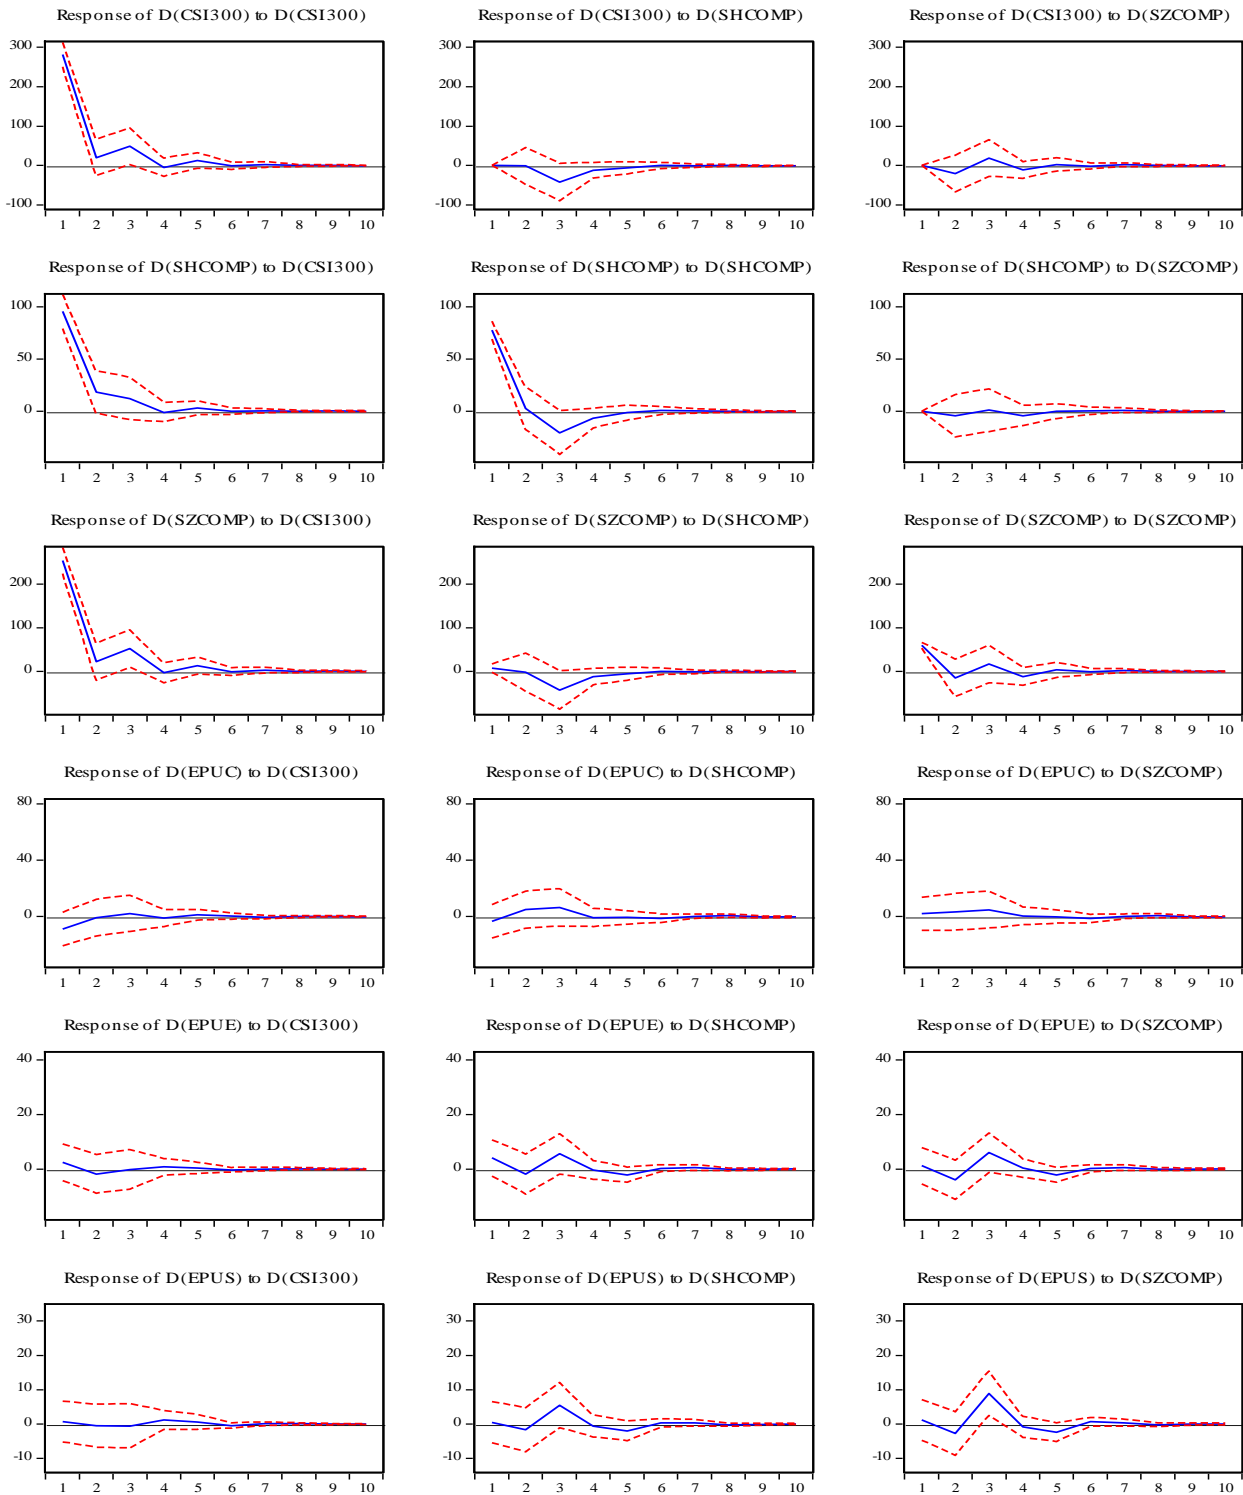 Response of D(CSI300) to D(CSI300)
Response of D(CSI300) to D(SHCOMP)
Response of D(CSI300) to D(SZCOMP)
300
200
100
0
-100
1 2 3 4 5 6 7 8 9 10
300
200
100
0
-100
1 2 3 4 5 6 7 8 9 10
300
200
100
0
-100
1 2 3 4 5 6 7 8 9 10
Response of D(SHCOMP) to D(CSI300)
Response of D(SHCOMP) to D(SHCOMP)
Response of D(SHCOMP) to D(SZCOMP)
100
50
0
1 2 3 4 5 6 7 8 9 10
100
50
0
1 2 3 4 5 6 7 8 9 10
100
50
0
1 2 3 4 5 6 7 8 9 10
Response of D(SZCOMP) to D(CSI300)
Response of D(SZCOMP) to D(SHCOMP)
Response of D(SZCOMP) to D(SZCOMP)
200
100
0
1 2 3 4 5 6 7 8 9 10
200
100
0
1 2 3 4 5 6 7 8 9 10
200
100
0
1 2 3 4 5 6 7 8 9 10
Response of D(EPUC) to D(CSI300)
Response of D(EPUC) to D(SHCOMP)
Response of D(EPUC) to D(SZCOMP)
80
40
0
1 2 3 4 5 6 7 8 9 10
80
40
0
1 2 3 4 5 6 7 8 9 10
80
40
0
1 2 3 4 5 6 7 8 9 10
Response of D(EPUE) to D(CSI300)
Response of D(EPUE) to D(SHCOMP)
Response of D(EPUE) to D(SZCOMP)
40
20
0
1 2 3 4 5 6 7 8 9 10
40
20
0
1 2 3 4 5 6 7 8 9 10
40
20
0
1 2 3 4 5 6 7 8 9 10
Response of D(EPUS) to D(CSI300)
Response of D(EPUS) to D(SHCOMP)
Response of D(EPUS) to D(SZCOMP)
30
20
10
0
-10
1 2 3 4 5 6 7 8 9 10
30
20
10
0
-10
1 2 3 4 5 6 7 8 9 10
30
20
10
0
-10
1 2 3 4 5 6 7 8 9 10